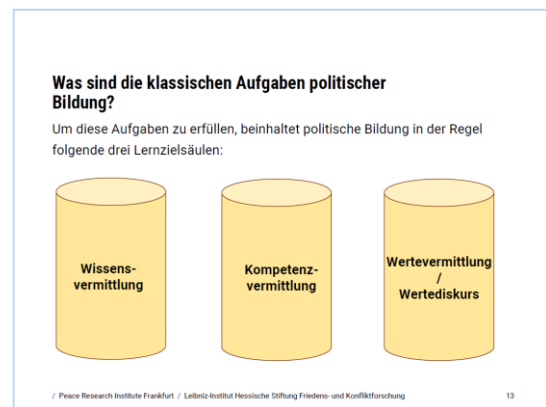 Was sind die klassischen Aufgaben politischer
Bildung?
Um diese Aufgaben zu erfüllen, beinhaltet politische Bildung in der Regel
folgende drei Lernzielsäulen:
Wissens-
vermittlung
Kompetenz-
vermittlung
Wertevermittlung
/
Wertediskurs
/ Peace Research Institute Frankfurt / Leibniz-Institut Hessische Stiftung Friedens- und Konfliktforschung 13